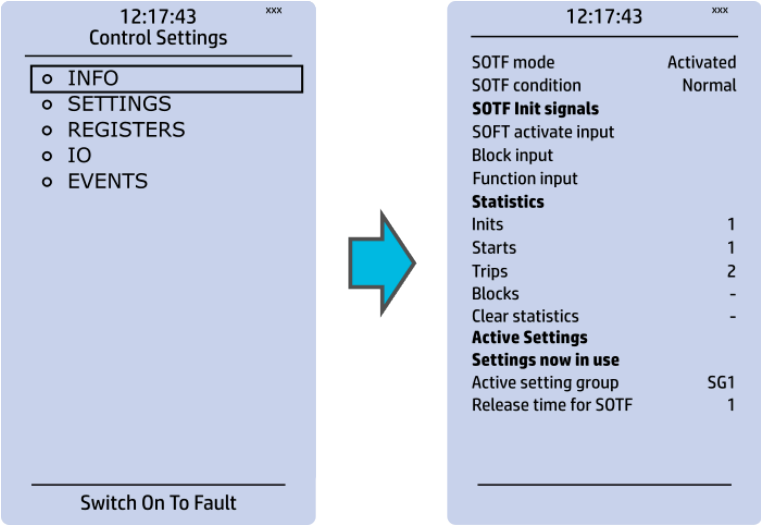 12:17:43 xxx
Control Settings
INFO
SETTINGS
REGISTERS
IO
EVENTS
Switch On To Fault
12:17:43 xxx
SOTF mode Activated
SOTF condition Normal
SOTF Init signals
SOFT activate input
Block input
Function input
Statistics
Inits 1
Starts 1
Trips 2
Blocks -
Clear statistics -
Active Settings
Settings now in use
Active setting group SG1
Release time for SOTF 1